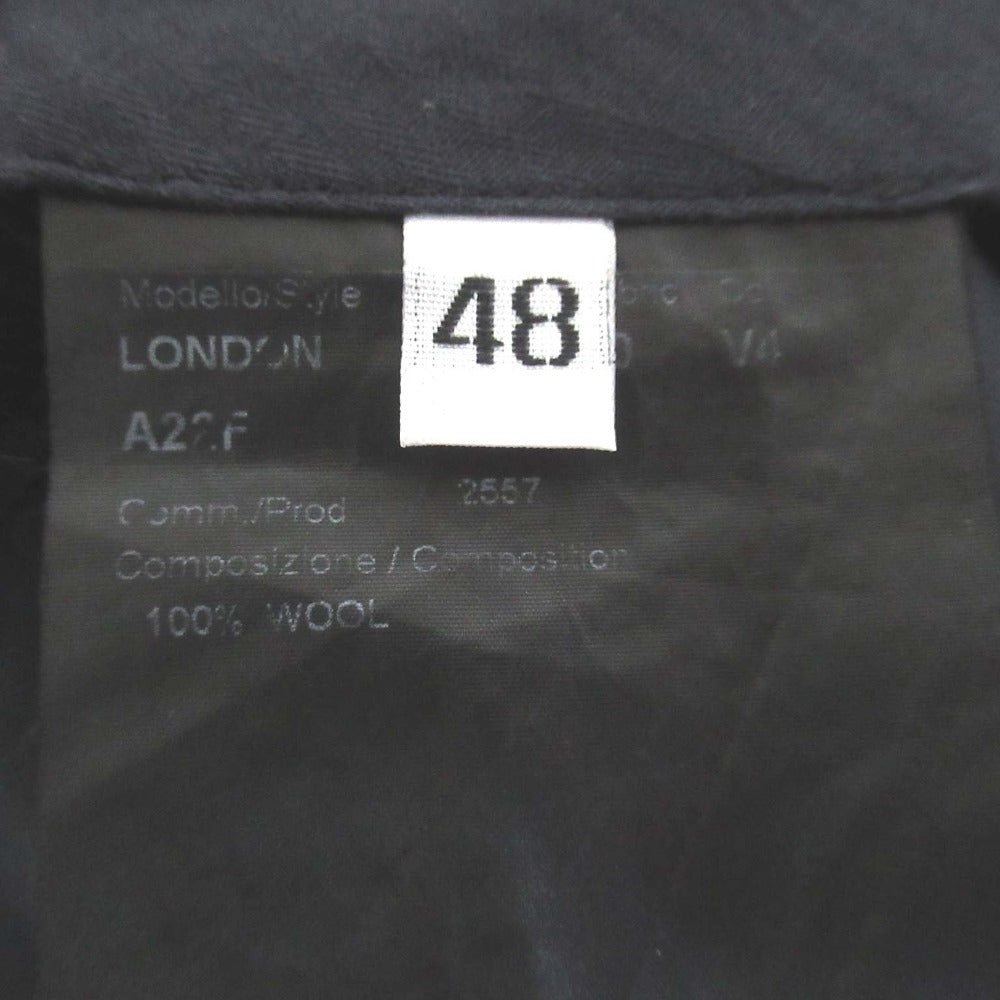 48
Modello/Style
LONDON V4
A22F
Comm./Prod 2557
Composizione / Composition
100% WOOL